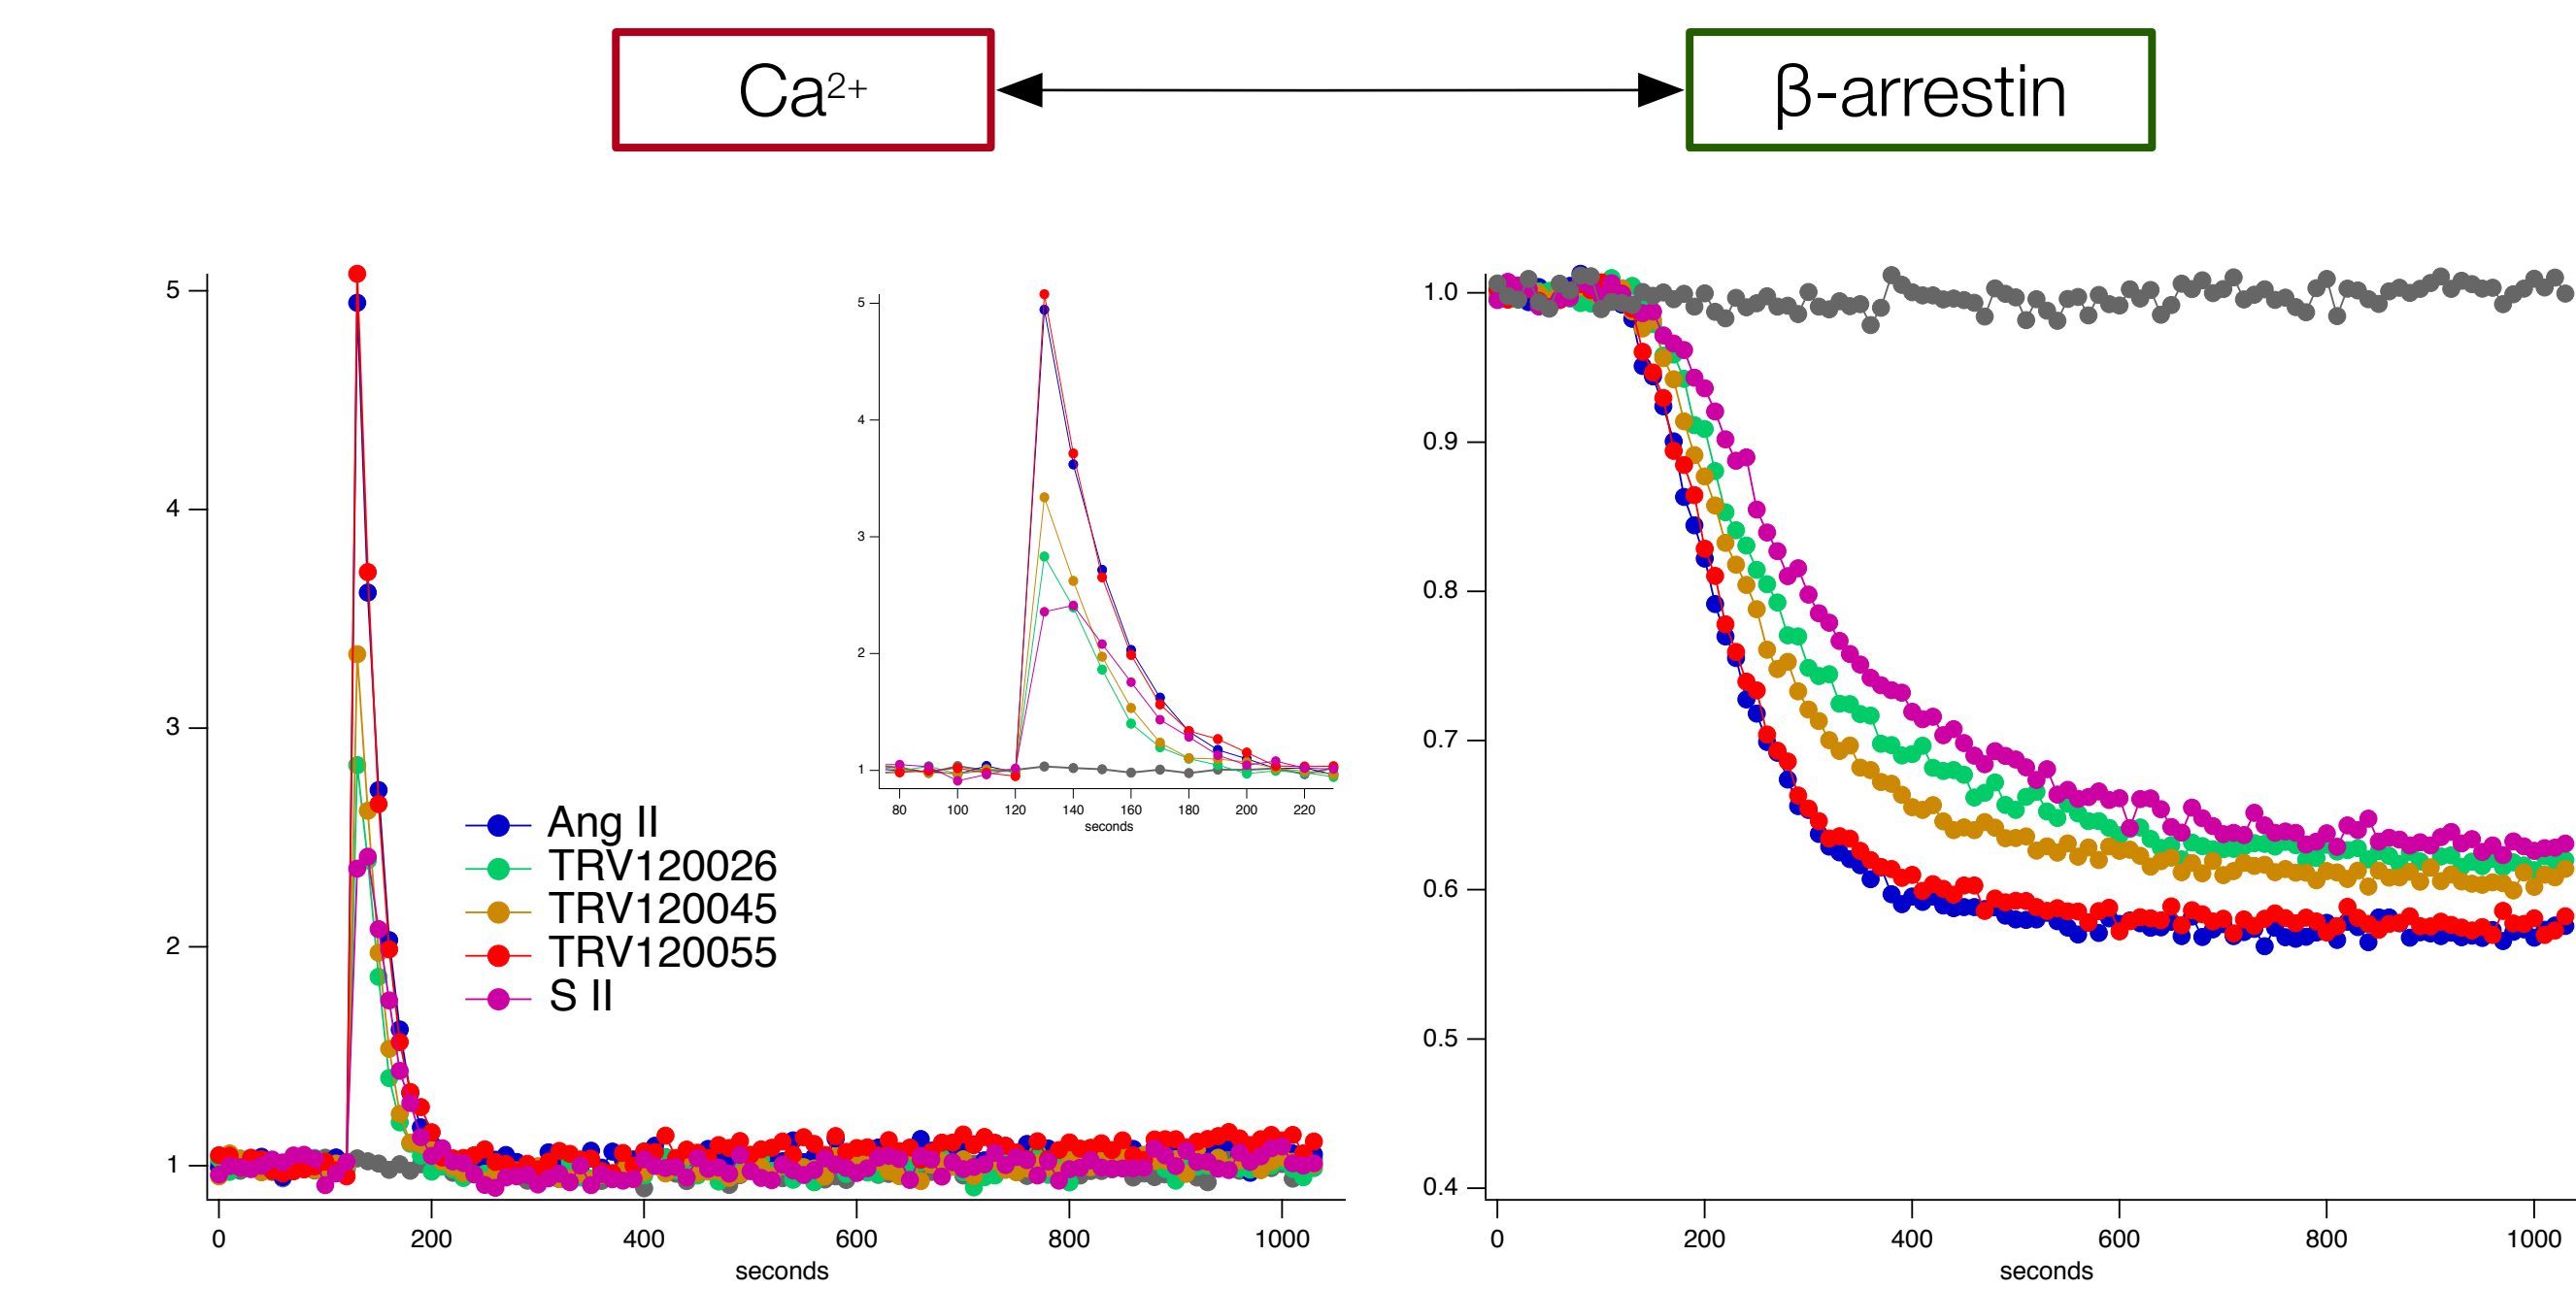 Ca2+
β-arrestin
5
4
3
2
1
0 200 400 600 800 1000
seconds
5
4
3
2
1
80 100 120 140 160 180 200 220
seconds
Ang II
TRV120026
TRV120045
TRV120055
S II
1.0
0.9
0.8
0.7
0.6
0.5
0.4
0 200 400 600 800 1000
seconds